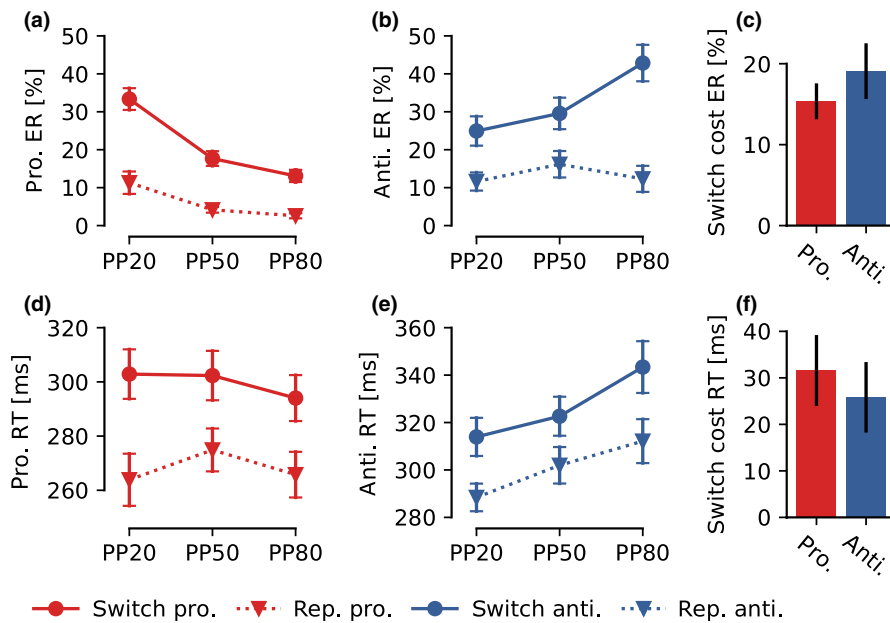 (a)
Pro. ER [%]
50
40
30
20
10
0
PP20 PP50 PP80
(b)
Anti. ER [%]
50
40
30
20
10
0
PP20 PP50 PP80
(c)
Switch cost ER [%]
20
10
0
Pro. Anti.
(d)
Pro. RT [ms]
320
300
280
260
PP20 PP50 PP80
(e)
Anti. RT [ms]
360
340
320
300
280
PP20 PP50 PP80
(f)
Switch cost RT [ms]
40
30
20
10
0
Pro. Anti.
Switch pro. Rep. pro. Switch anti. Rep. anti.